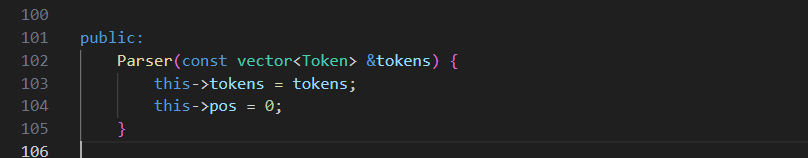 100
101 public:
102     Parser(const vector<Token> &tokens) {
103         this->tokens = tokens;
104         this->pos = 0;
105     }
106